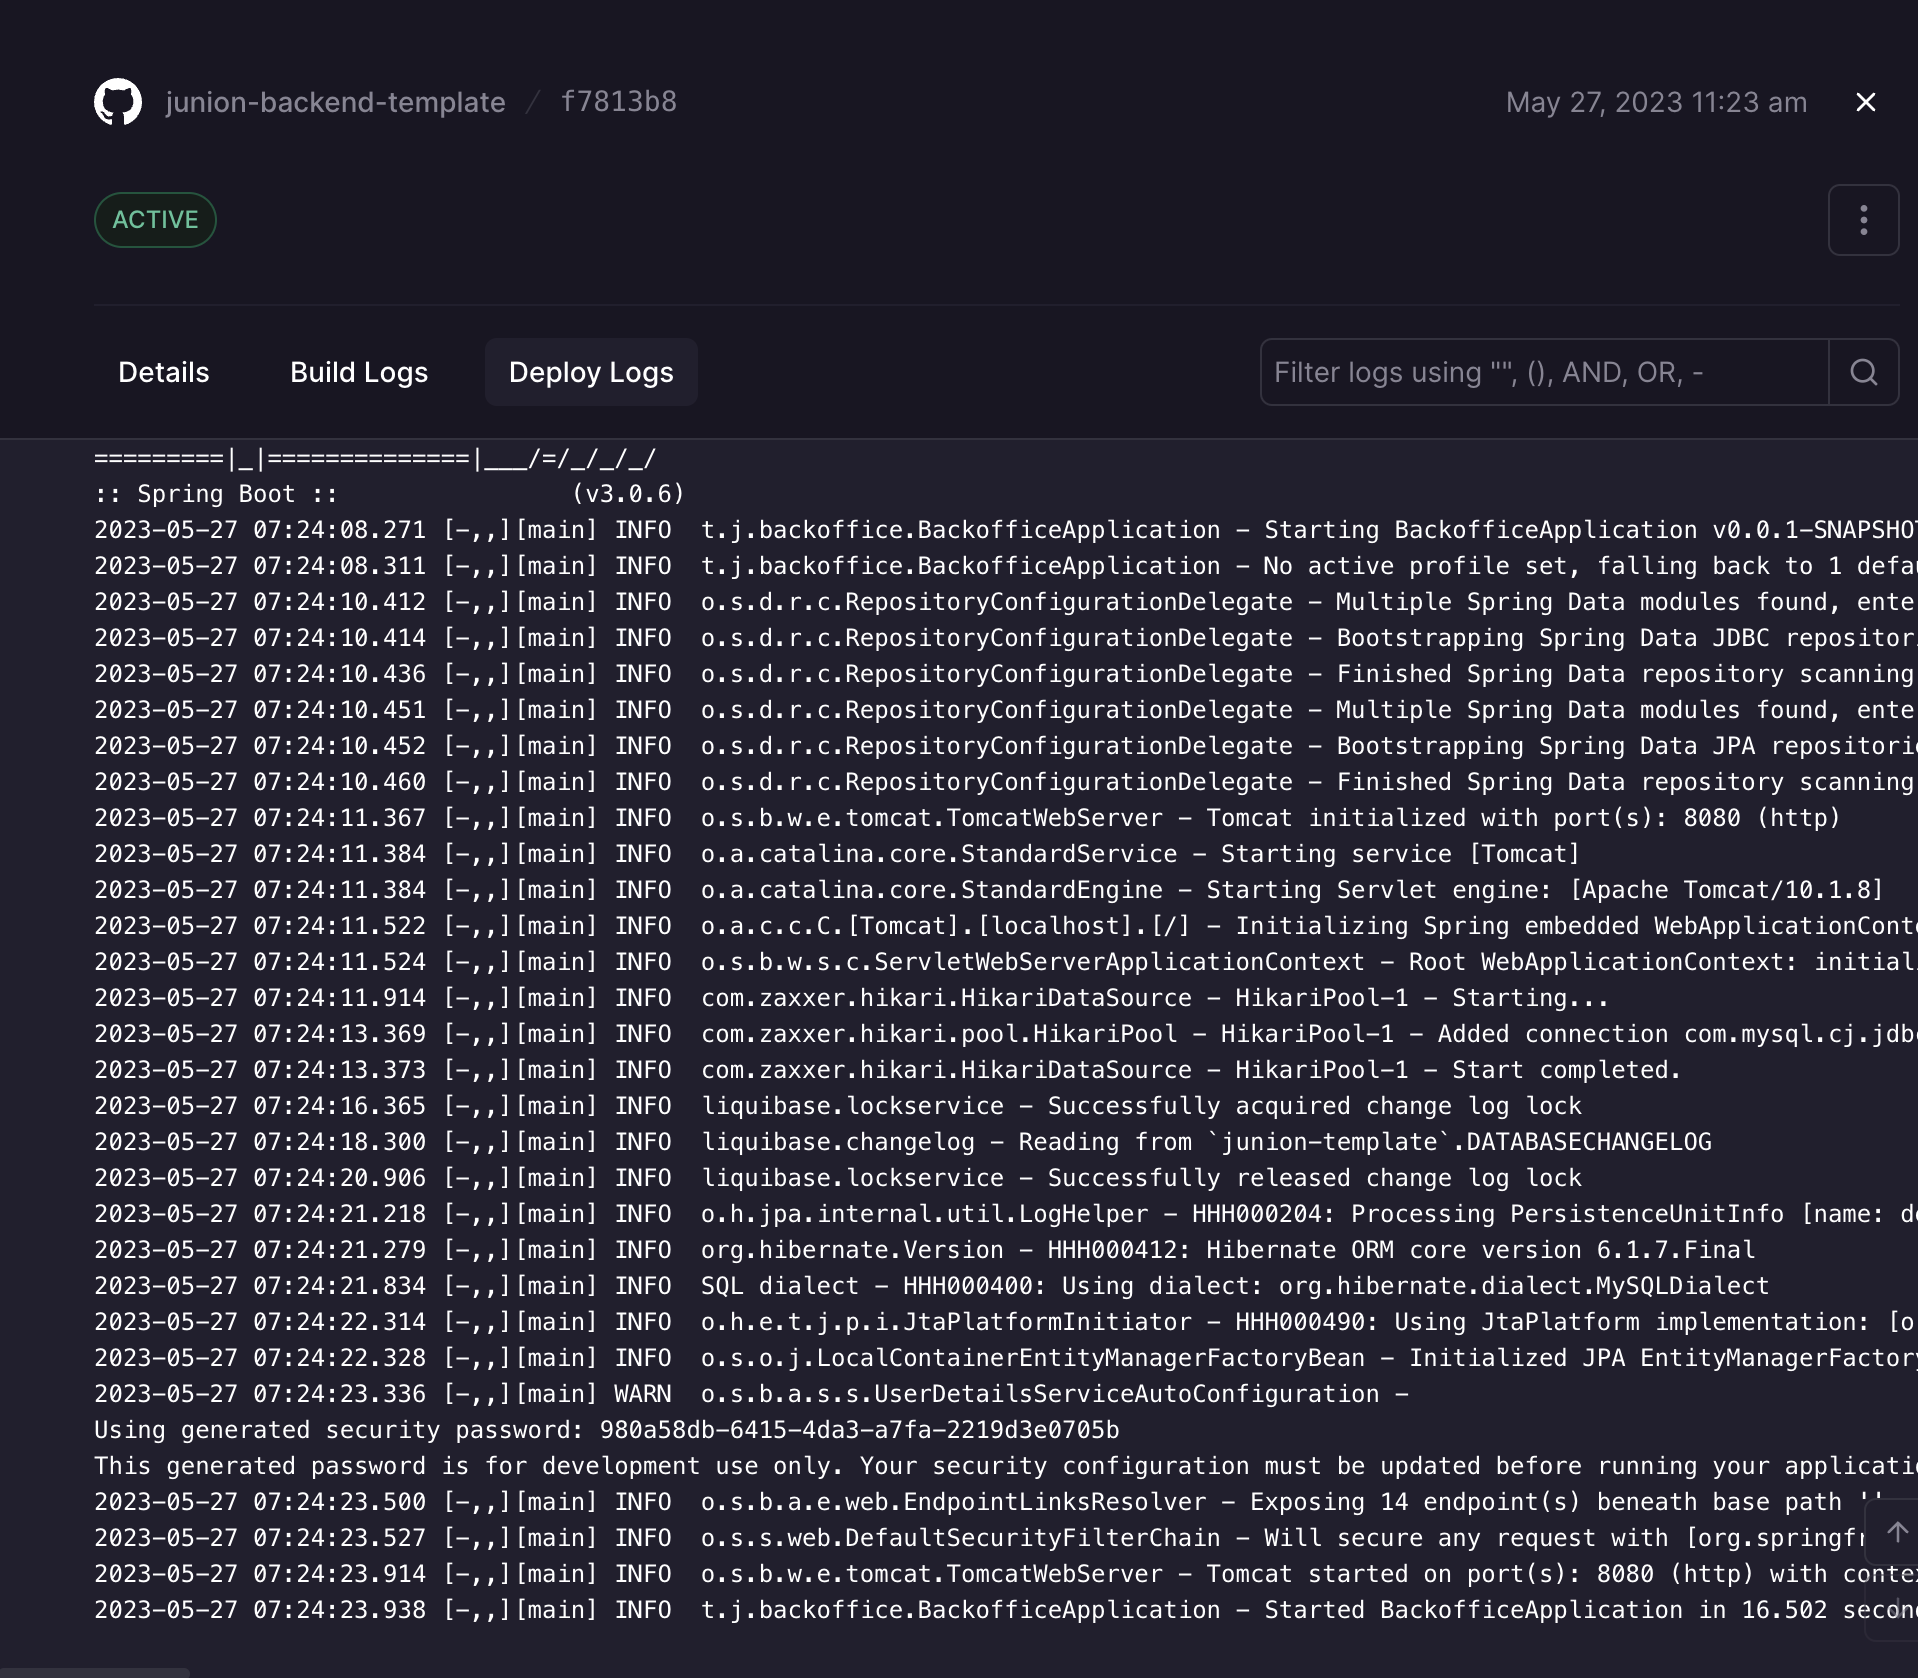 junion-backend-template / f7813b8
May 27, 2023 11:23 am
ACTIVE
Details
Build Logs
Deploy Logs
Filter logs using "", (), AND, OR, -
=========|_|==============|___/=/_/_/_/
:: Spring Boot ::                (v3.0.6)
2023-05-27 07:24:08.271 [-,,][main] INFO  t.j.backoffice.BackofficeApplication - Starting BackofficeApplication v0.0.1-SNAPSHOT
2023-05-27 07:24:08.311 [-,,][main] INFO  t.j.backoffice.BackofficeApplication - No active profile set, falling back to 1 defau
2023-05-27 07:24:10.412 [-,,][main] INFO  o.s.d.r.c.RepositoryConfigurationDelegate - Multiple Spring Data modules found, ente
2023-05-27 07:24:10.414 [-,,][main] INFO  o.s.d.r.c.RepositoryConfigurationDelegate - Bootstrapping Spring Data JDBC repositor
2023-05-27 07:24:10.436 [-,,][main] INFO  o.s.d.r.c.RepositoryConfigurationDelegate - Finished Spring Data repository scanning
2023-05-27 07:24:10.451 [-,,][main] INFO  o.s.d.r.c.RepositoryConfigurationDelegate - Multiple Spring Data modules found, ente
2023-05-27 07:24:10.452 [-,,][main] INFO  o.s.d.r.c.RepositoryConfigurationDelegate - Bootstrapping Spring Data JPA repositori
2023-05-27 07:24:10.460 [-,,][main] INFO  o.s.d.r.c.RepositoryConfigurationDelegate - Finished Spring Data repository scanning
2023-05-27 07:24:11.367 [-,,][main] INFO  o.s.b.w.e.tomcat.TomcatWebServer - Tomcat initialized with port(s): 8080 (http)
2023-05-27 07:24:11.384 [-,,][main] INFO  o.a.catalina.core.StandardService - Starting service [Tomcat]
2023-05-27 07:24:11.384 [-,,][main] INFO  o.a.catalina.core.StandardEngine - Starting Servlet engine: [Apache Tomcat/10.1.8]
2023-05-27 07:24:11.522 [-,,][main] INFO  o.a.c.c.C.[Tomcat].[localhost].[/] - Initializing Spring embedded WebApplicationConte
2023-05-27 07:24:11.524 [-,,][main] INFO  o.s.b.w.s.c.ServletWebServerApplicationContext - Root WebApplicationContext: initial
2023-05-27 07:24:11.914 [-,,][main] INFO  com.zaxxer.hikari.HikariDataSource - HikariPool-1 - Starting...
2023-05-27 07:24:13.369 [-,,][main] INFO  com.zaxxer.hikari.pool.HikariPool - HikariPool-1 - Added connection com.mysql.cj.jdbc
2023-05-27 07:24:13.373 [-,,][main] INFO  com.zaxxer.hikari.HikariDataSource - HikariPool-1 - Start completed.
2023-05-27 07:24:16.365 [-,,][main] INFO  liquibase.lockservice - Successfully acquired change log lock
2023-05-27 07:24:18.300 [-,,][main] INFO  liquibase.changelog - Reading from `junion-template`.DATABASECHANGELOG
2023-05-27 07:24:20.906 [-,,][main] INFO  liquibase.lockservice - Successfully released change log lock
2023-05-27 07:24:21.218 [-,,][main] INFO  o.h.jpa.internal.util.LogHelper - HHH000204: Processing PersistenceUnitInfo [name: de
2023-05-27 07:24:21.279 [-,,][main] INFO  org.hibernate.Version - HHH000412: Hibernate ORM core version 6.1.7.Final
2023-05-27 07:24:21.834 [-,,][main] INFO  SQL dialect - HHH000400: Using dialect: org.hibernate.dialect.MySQLDialect
2023-05-27 07:24:22.314 [-,,][main] INFO  o.h.e.t.j.p.i.JtaPlatformInitiator - HHH000490: Using JtaPlatform implementation: [o
2023-05-27 07:24:22.328 [-,,][main] INFO  o.s.o.j.LocalContainerEntityManagerFactoryBean - Initialized JPA EntityManagerFactory
2023-05-27 07:24:23.336 [-,,][main] WARN  o.s.b.a.s.s.UserDetailsServiceAutoConfiguration -
Using generated security password: 980a58db-6415-4da3-a7fa-2219d3e0705b
This generated password is for development use only. Your security configuration must be updated before running your applicatio
2023-05-27 07:24:23.500 [-,,][main] INFO  o.s.b.a.e.web.EndpointLinksResolver - Exposing 14 endpoint(s) beneath base path ''
2023-05-27 07:24:23.527 [-,,][main] INFO  o.s.s.web.DefaultSecurityFilterChain - Will secure any request with [org.springfr
2023-05-27 07:24:23.914 [-,,][main] INFO  o.s.b.w.e.tomcat.TomcatWebServer - Tomcat started on port(s): 8080 (http) with contex
2023-05-27 07:24:23.938 [-,,][main] INFO  t.j.backoffice.BackofficeApplication - Started BackofficeApplication in 16.502 secon